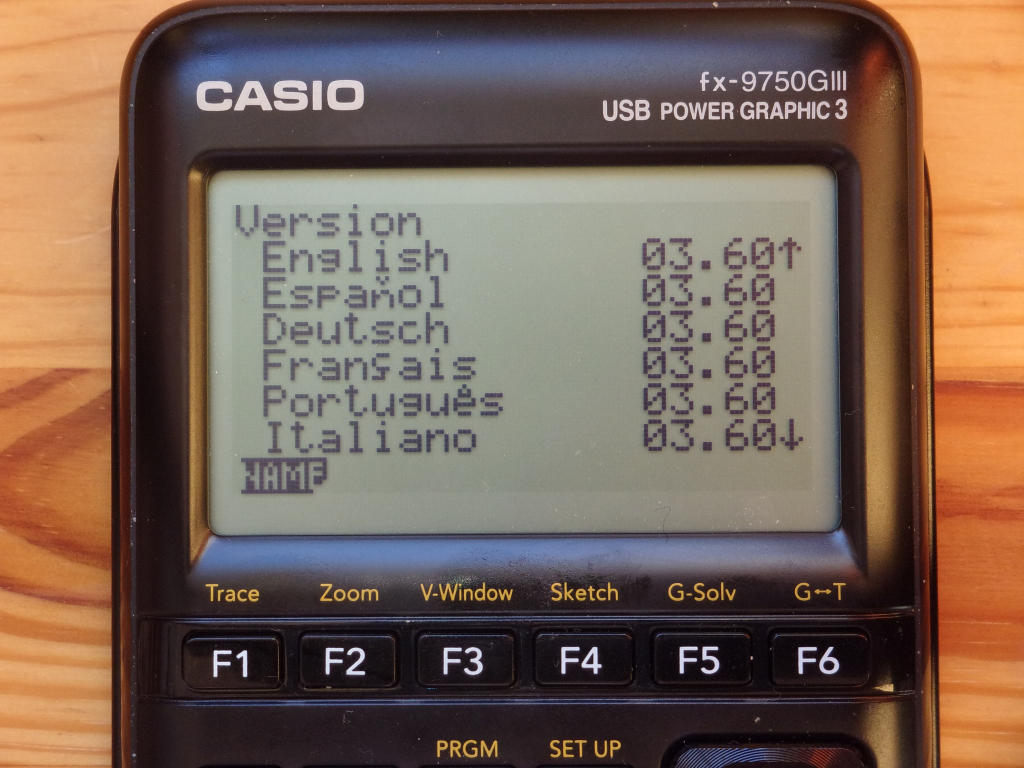 CASIO
fx-9750GIII
USB POWER GRAPHIC 3
Version
English 03.60↑
Español 03.60
Deutsch 03.60
Français 03.60
Português 03.60
Italiano 03.60↓
NAME
Trace Zoom V-Window Sketch G-Solv G↔T
F1 F2 F3 F4 F5 F6
PRGM SET UP